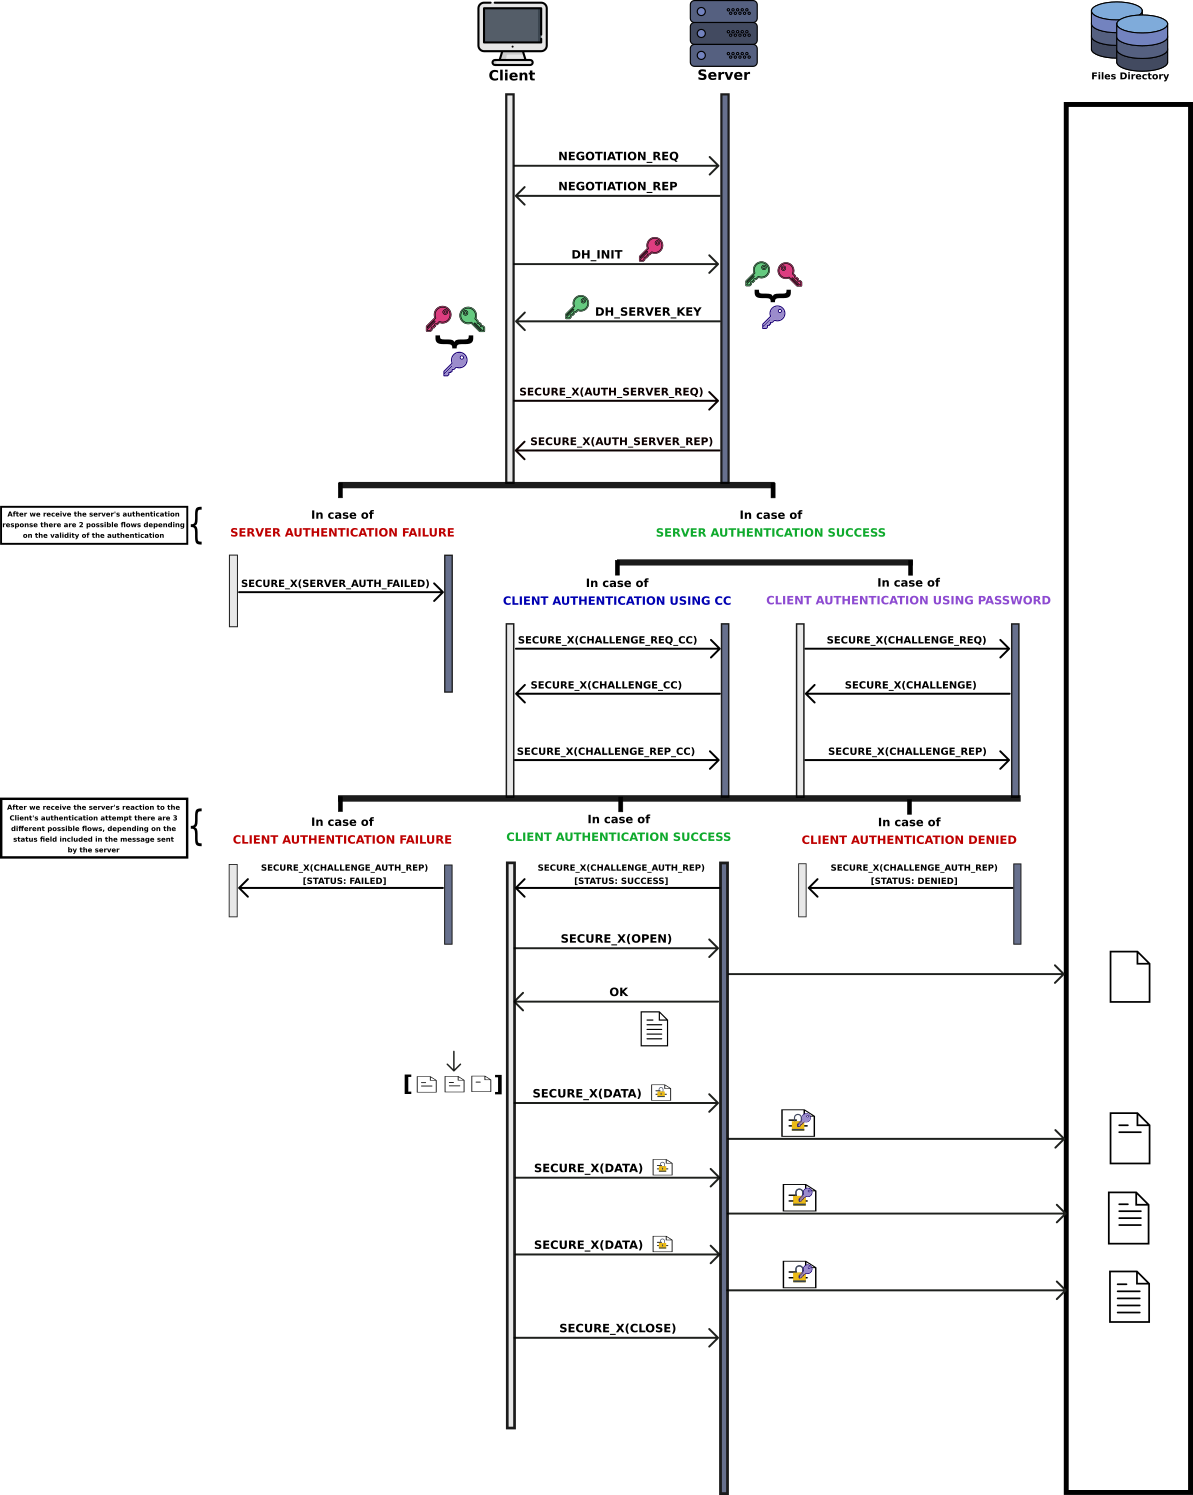 Client
Server
Files Directory
NEGOTIATION_REQ
NEGOTIATION_REP
DH_INIT
DH_SERVER_KEY
SECURE_X(AUTH_SERVER_REQ)
SECURE_X(AUTH_SERVER_REP)
After we receive the server's authentication
response there are 2 possible flows depending
on the validity of the authentication
In case of
SERVER AUTHENTICATION FAILURE
In case of
SERVER AUTHENTICATION SUCCESS
SECURE_X(SERVER_AUTH_FAILED)
In case of
CLIENT AUTHENTICATION USING CC
In case of
CLIENT AUTHENTICATION USING PASSWORD
SECURE_X(CHALLENGE_REQ_CC)
SECURE_X(CHALLENGE_CC)
SECURE_X(CHALLENGE_REP_CC)
SECURE_X(CHALLENGE_REQ)
SECURE_X(CHALLENGE)
SECURE_X(CHALLENGE_REP)
After we receive the server's reaction to the
Client's authentication attempt there are 3
different possible flows, depending on the
status field included in the message sent
by the server
In case of
CLIENT AUTHENTICATION FAILURE
In case of
CLIENT AUTHENTICATION SUCCESS
In case of
CLIENT AUTHENTICATION DENIED
SECURE_X(CHALLENGE_AUTH_REP)
[STATUS: FAILED]
SECURE_X(CHALLENGE_AUTH_REP)
[STATUS: SUCCESS]
SECURE_X(CHALLENGE_AUTH_REP)
[STATUS: DENIED]
SECURE_X(OPEN)
OK
SECURE_X(DATA)
SECURE_X(DATA)
SECURE_X(DATA)
SECURE_X(CLOSE)